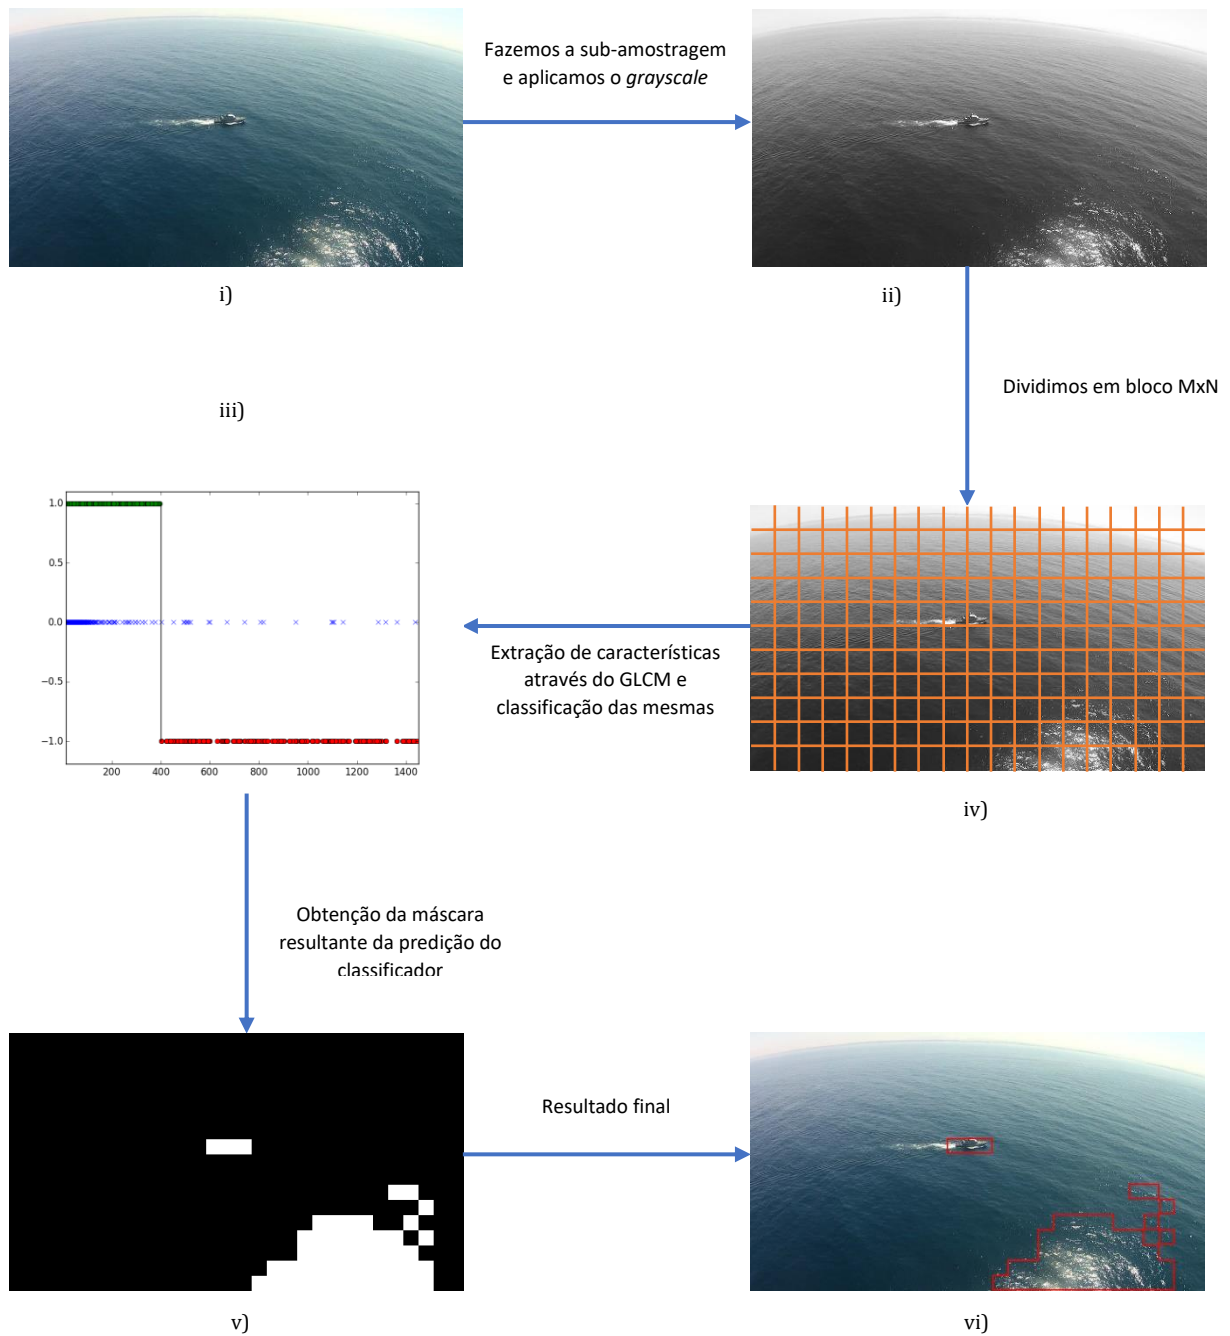 Fazemos a sub-amostragem
e aplicamos o grayscale
i)
ii)
Dividimos em bloco MxN
iii)
1.0
0.5
0.0
−0.5
−1.0
200
400
600
800
1000
1200
1400
Extração de características
através do GLCM e
classificação das mesmas
iv)
Obtenção da máscara
resultante da predição do
classificador
Resultado final
v)
vi)